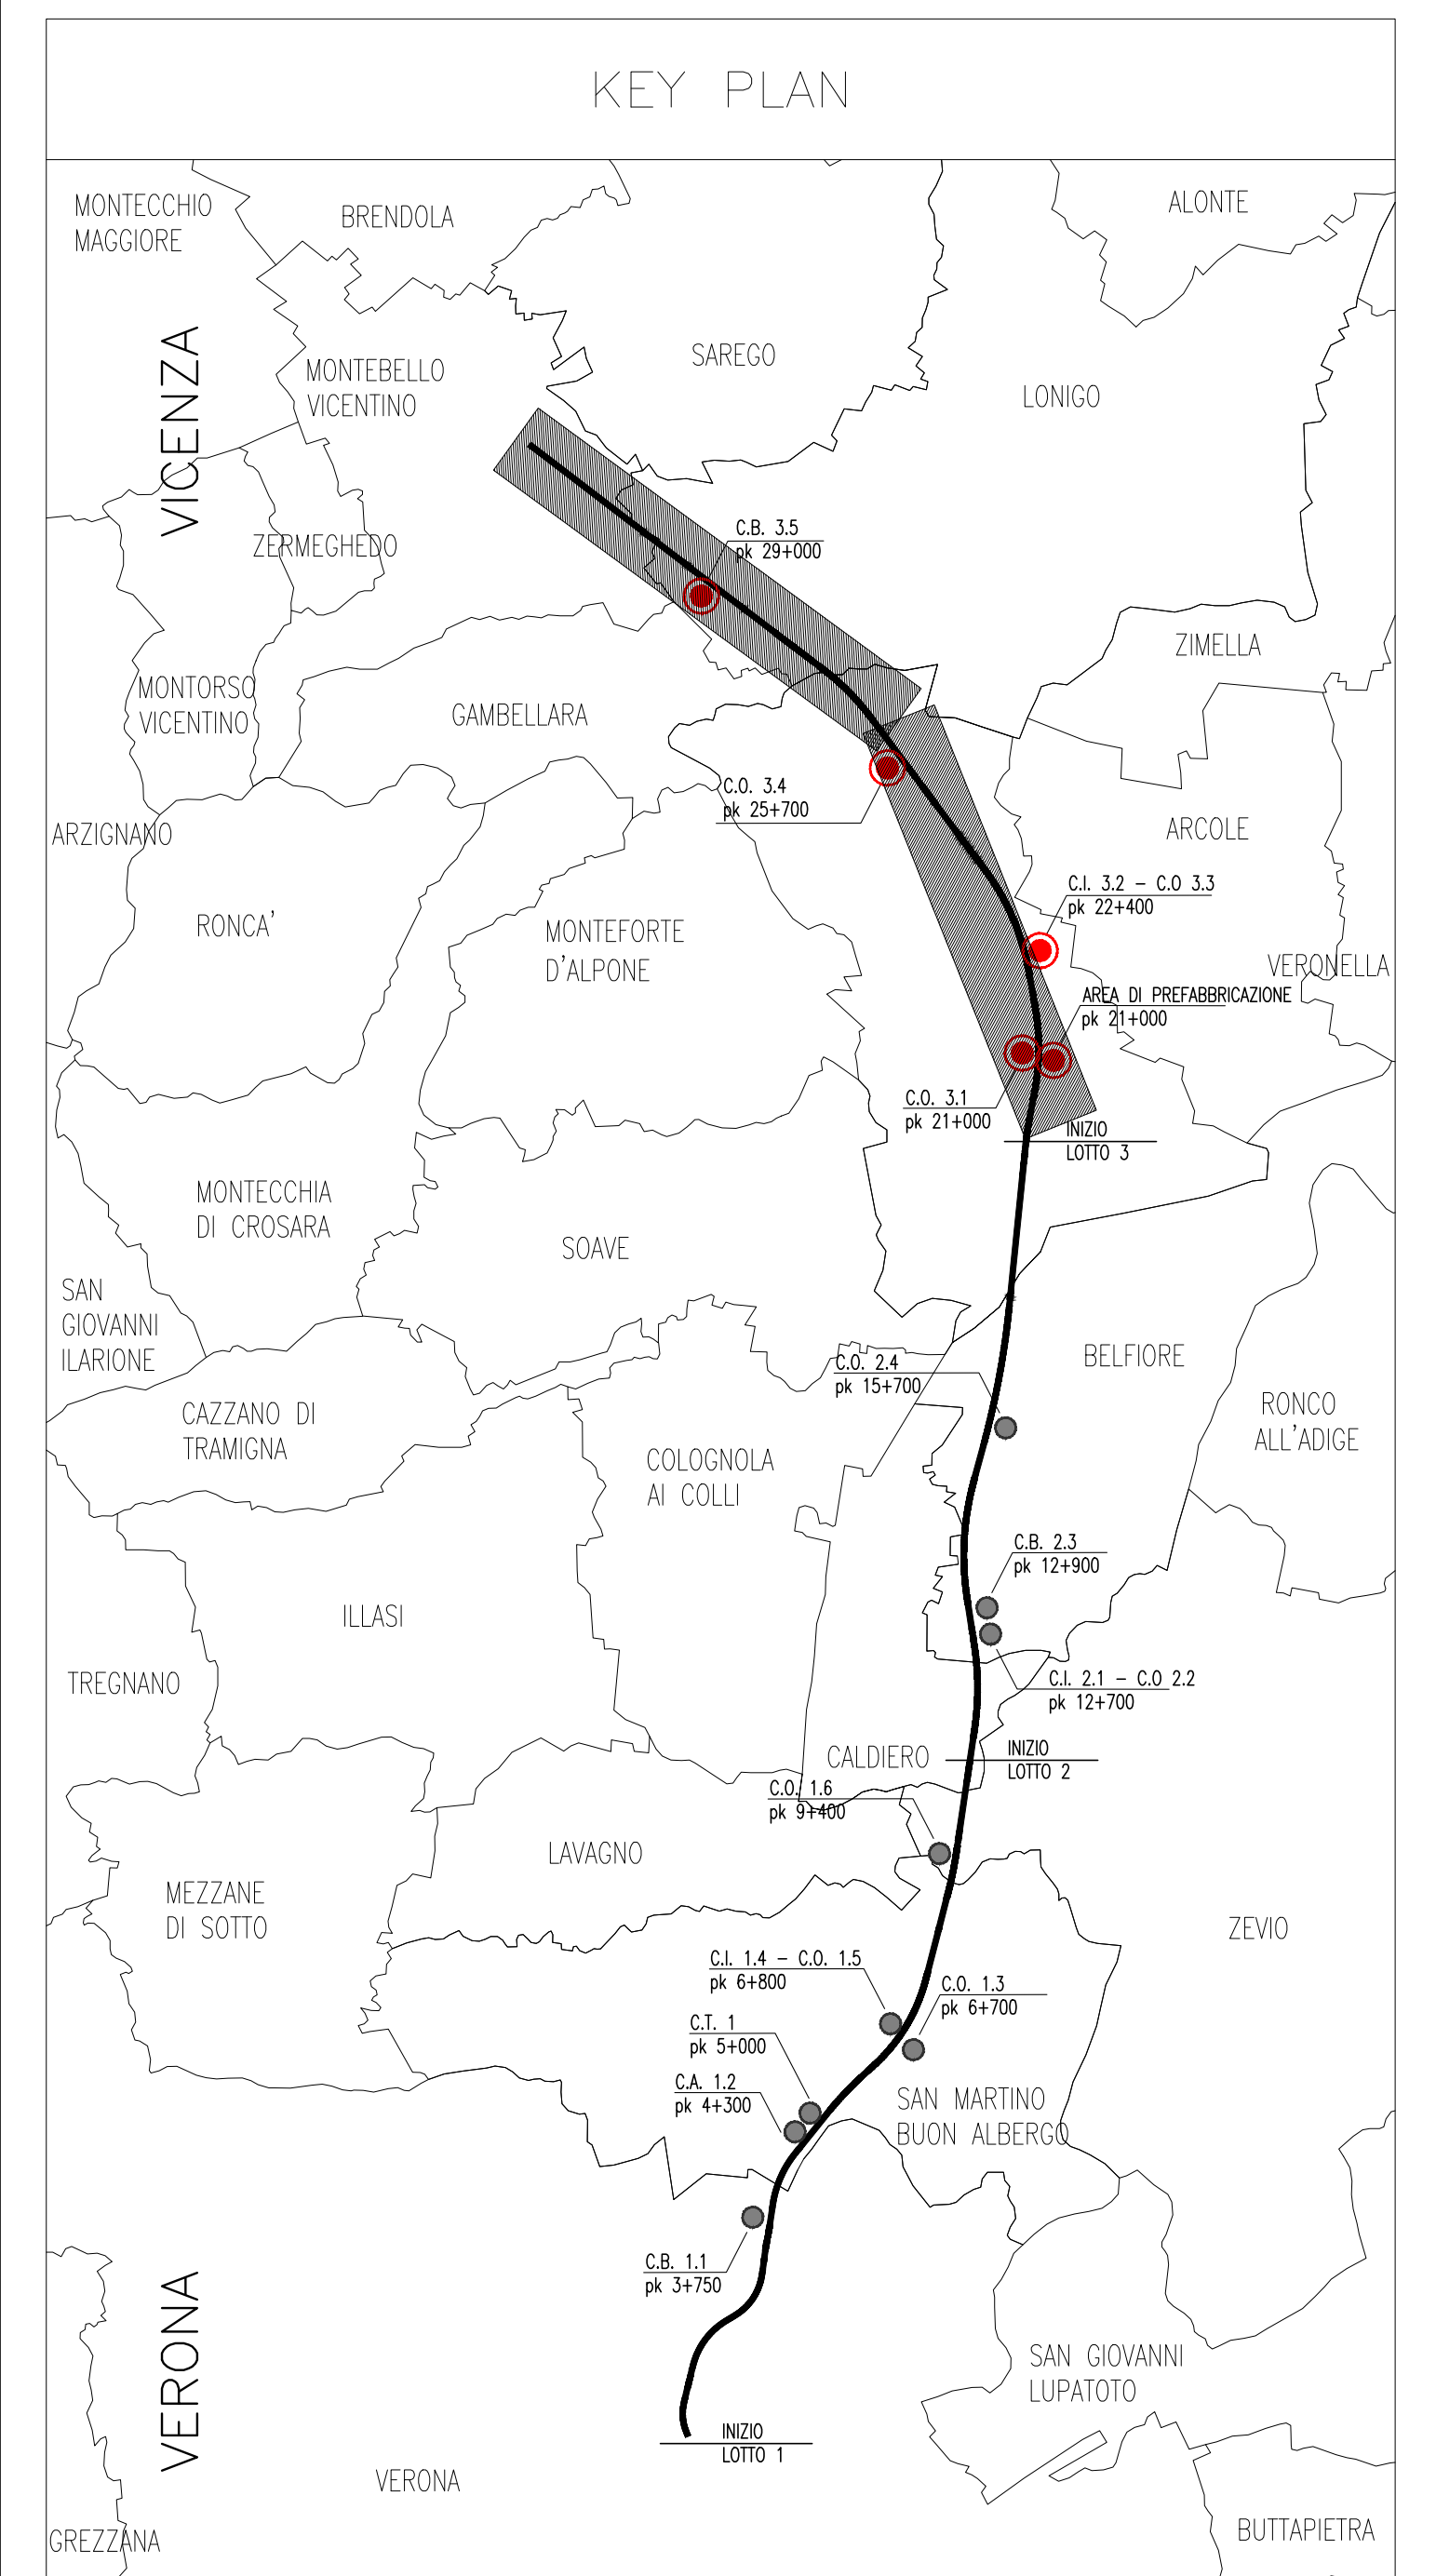 KEY PLAN
MONTECCHIO
MAGGIORE
BRENDOLA
ALONTE
VICENZA
MONTEBELLO
VICENTINO
SAREGO
LONIGO
C.B. 3.5
pk 29+000
ZERMEGHEDO
ZIMELLA
MONTORSO
VICENTINO
GAMBELLARA
C.O. 3.4
pk 25+700
ARZIGNANO
ARCOLE
C.I. 3.2 – C.O 3.3
pk 22+400
RONCA'
MONTEFORTE
D'ALPONE
VERONELLA
AREA DI PREFABBRICAZIONE
pk 21+000
C.O. 3.1
pk 21+000
INIZIO
LOTTO 3
MONTECCHIA
DI CROSARA
SOAVE
SAN
GIOVANNI
ILARIONE
BELFIORE
C.O. 2.4
pk 15+700
RONCO
ALL'ADIGE
CAZZANO DI
TRAMIGNA
COLOGNOLA
AI COLLI
C.B. 2.3
pk 12+900
ILLASI
TREGNANO
C.I. 2.1 – C.O 2.2
pk 12+700
CALDIERO
INIZIO
LOTTO 2
C.O. 1.6
pk 9+400
LAVAGNO
MEZZANE
DI SOTTO
ZEVIO
C.I. 1.4 – C.O. 1.5
pk 6+800
C.O. 1.3
pk 6+700
C.T. 1
pk 5+000
C.A. 1.2
pk 4+300
SAN MARTINO
BUON ALBERGO
C.B. 1.1
pk 3+750
VERONA
SAN GIOVANNI
LUPATOTO
INIZIO
LOTTO 1
VERONA
BUTTAPIETRA
GREZZANA